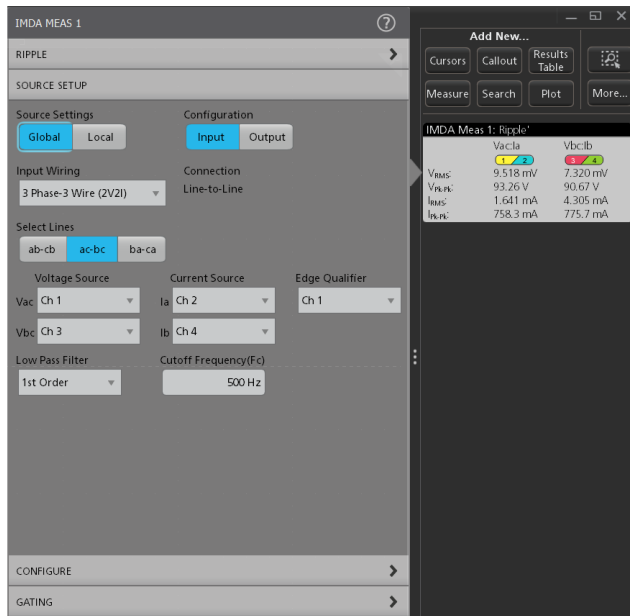 IMDA MEAS 1
?
RIPPLE
SOURCE SETUP
Source Settings
Configuration
Global Local
Input Output
Input Wiring
Connection
3 Phase-3 Wire (2V2I)
Line-to-Line
Select Lines
ab-cb ac-bc ba-ca
Voltage Source
Current Source
Edge Qualifier
Vac Ch 1
Ia Ch 2
Ch 1
Vbc Ch 3
Ib Ch 4
Low Pass Filter
Cutoff Frequency(Fc)
1st Order
500 Hz
CONFIGURE
GATING
Add New...
Cursors
Callout
Results
Table
Measure
Search
Plot
More...
IMDA Meas 1: Ripple'
Vac:Ia Vbc:Ib
1 2 3 4
VRMS: 9.518 mV 7.320 mV
VPk-Pk: 93.26 V 90.67 V
IRMS: 1.641 mA 4.305 mA
IPk-Pk: 758.3 mA 775.7 mA